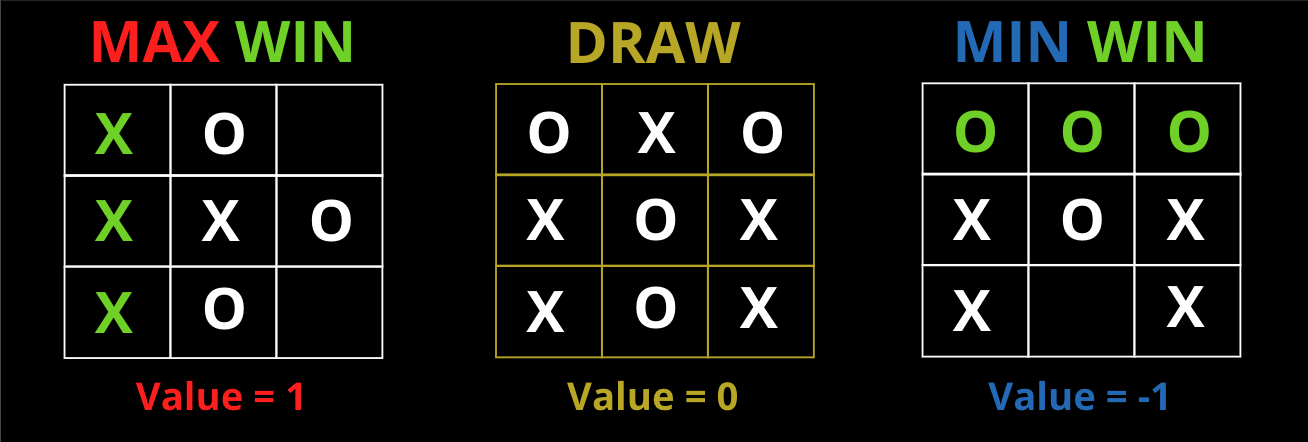 MAX WIN
X O
X X O
X O
Value = 1
DRAW
O X O
X O X
X O X
Value = 0
MIN WIN
O O O
X O X
X X
Value = -1